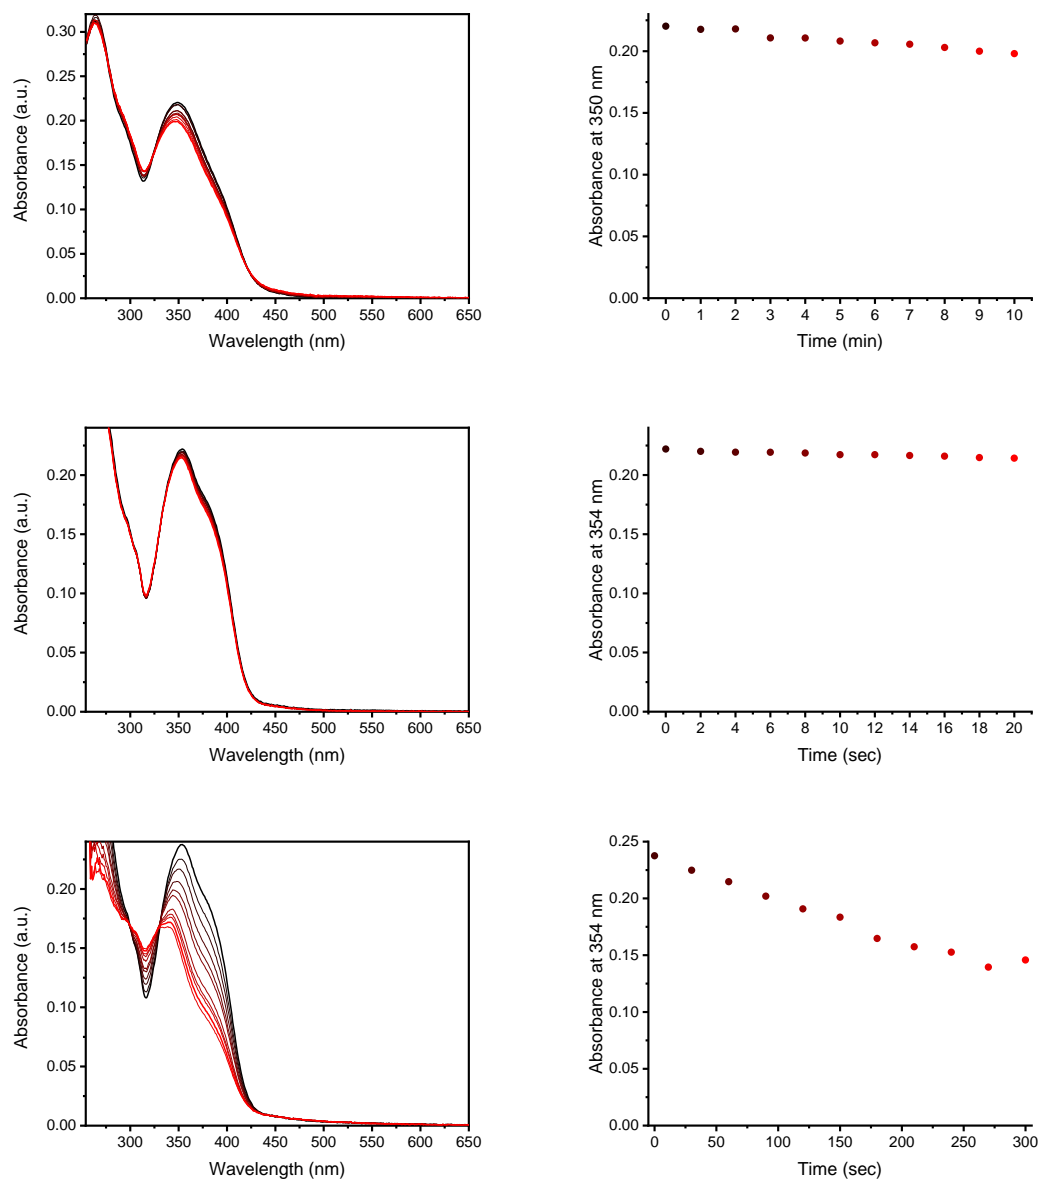 0.30
0.25
0.20
0.15
0.10
0.05
0.00
Absorbance (a.u.)
300 350 400 450 500 550 600 650
Wavelength (nm)
0.20
0.15
0.10
0.05
0.00
Absorbance at 350 nm
0 1 2 3 4 5 6 7 8 9 10
Time (min)
0.20
0.15
0.10
0.05
0.00
Absorbance (a.u.)
300 350 400 450 500 550 600 650
Wavelength (nm)
0.20
0.15
0.10
0.05
0.00
Absorbance at 354 nm
0 2 4 6 8 10 12 14 16 18 20
Time (sec)
0.20
0.15
0.10
0.05
0.00
Absorbance (a.u.)
300 350 400 450 500 550 600 650
Wavelength (nm)
0.25
0.20
0.15
0.10
0.05
0.00
Absorbance at 354 nm
0 50 100 150 200 250 300
Time (sec)